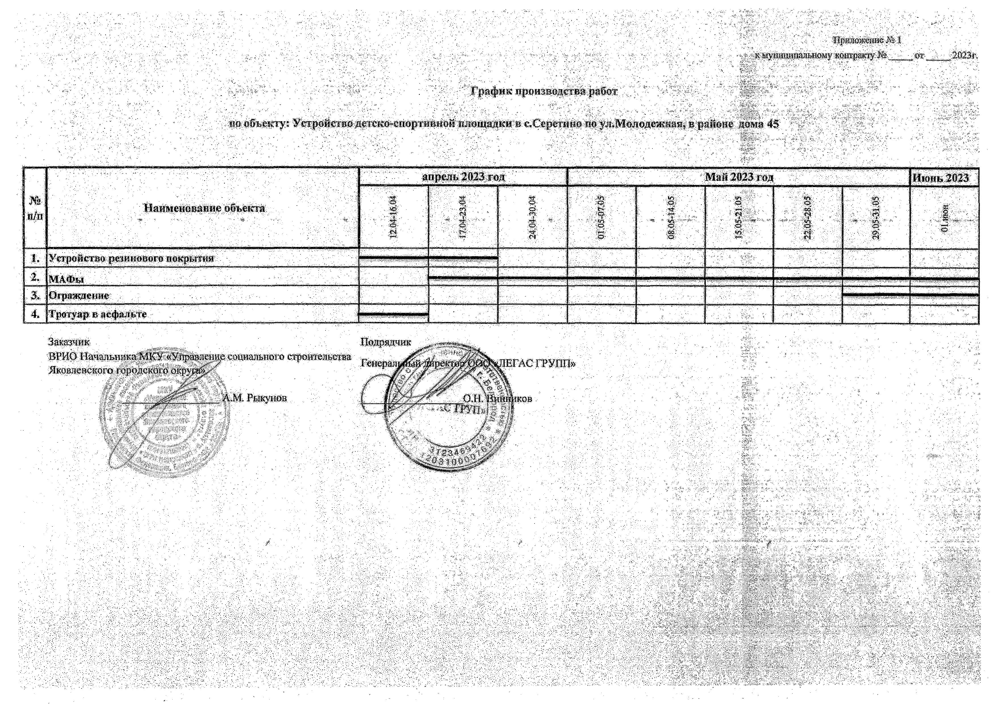 Приложение № 1
к муниципальному контракту № _____ от _____ 2023г.
График производства работ
по объекту: Устройство детско-спортивной площадки в с.Серетино по ул.Молодежная, в районе дома 45
№ п/п
Наименование объекта
апрель 2023 год
Май 2023 год
Июнь 2023
12.04-16.04
17.04-23.04
24.04-30.04
01.05-07.05
08.05-14.05
15.05-21.05
22.05-28.05
29.05-31.05
01.июн
1. Устройство резинового покрытия
2. МАФы
3. Ограждение
4. Тротуар в асфальте
Заказчик
ВРИО Начальника МКУ «Управление социального строительства
Яковлевского городского округа»
А.М. Рыкунов
Подрядчик
Генеральный директор ООО «ЛЕГАС ГРУПП»
О.Н. Винников
С ГРУП»
г. Белгород
3123469422
1203100007692